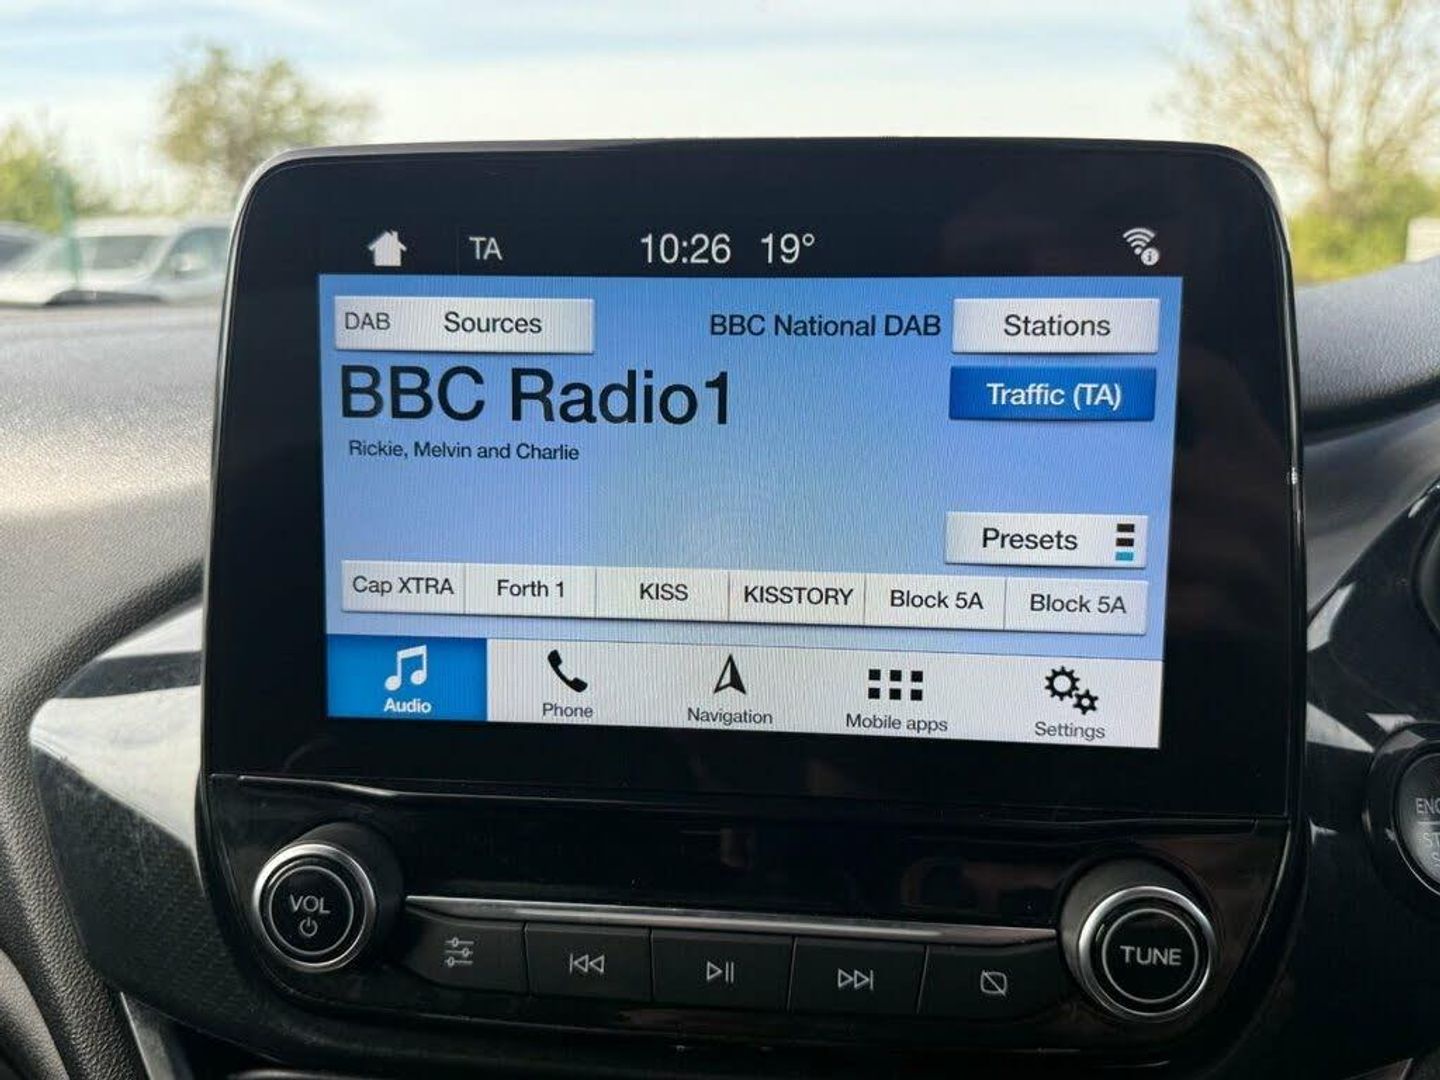 TA 10:26 19°
DAB Sources BBC National DAB Stations
BBC Radio1 Traffic (TA)
Rickie, Melvin and Charlie
Presets
Cap XTRA Forth 1 KISS KISSTORY Block 5A Block 5A
Audio Phone Navigation Mobile apps Settings
VOL
TUNE